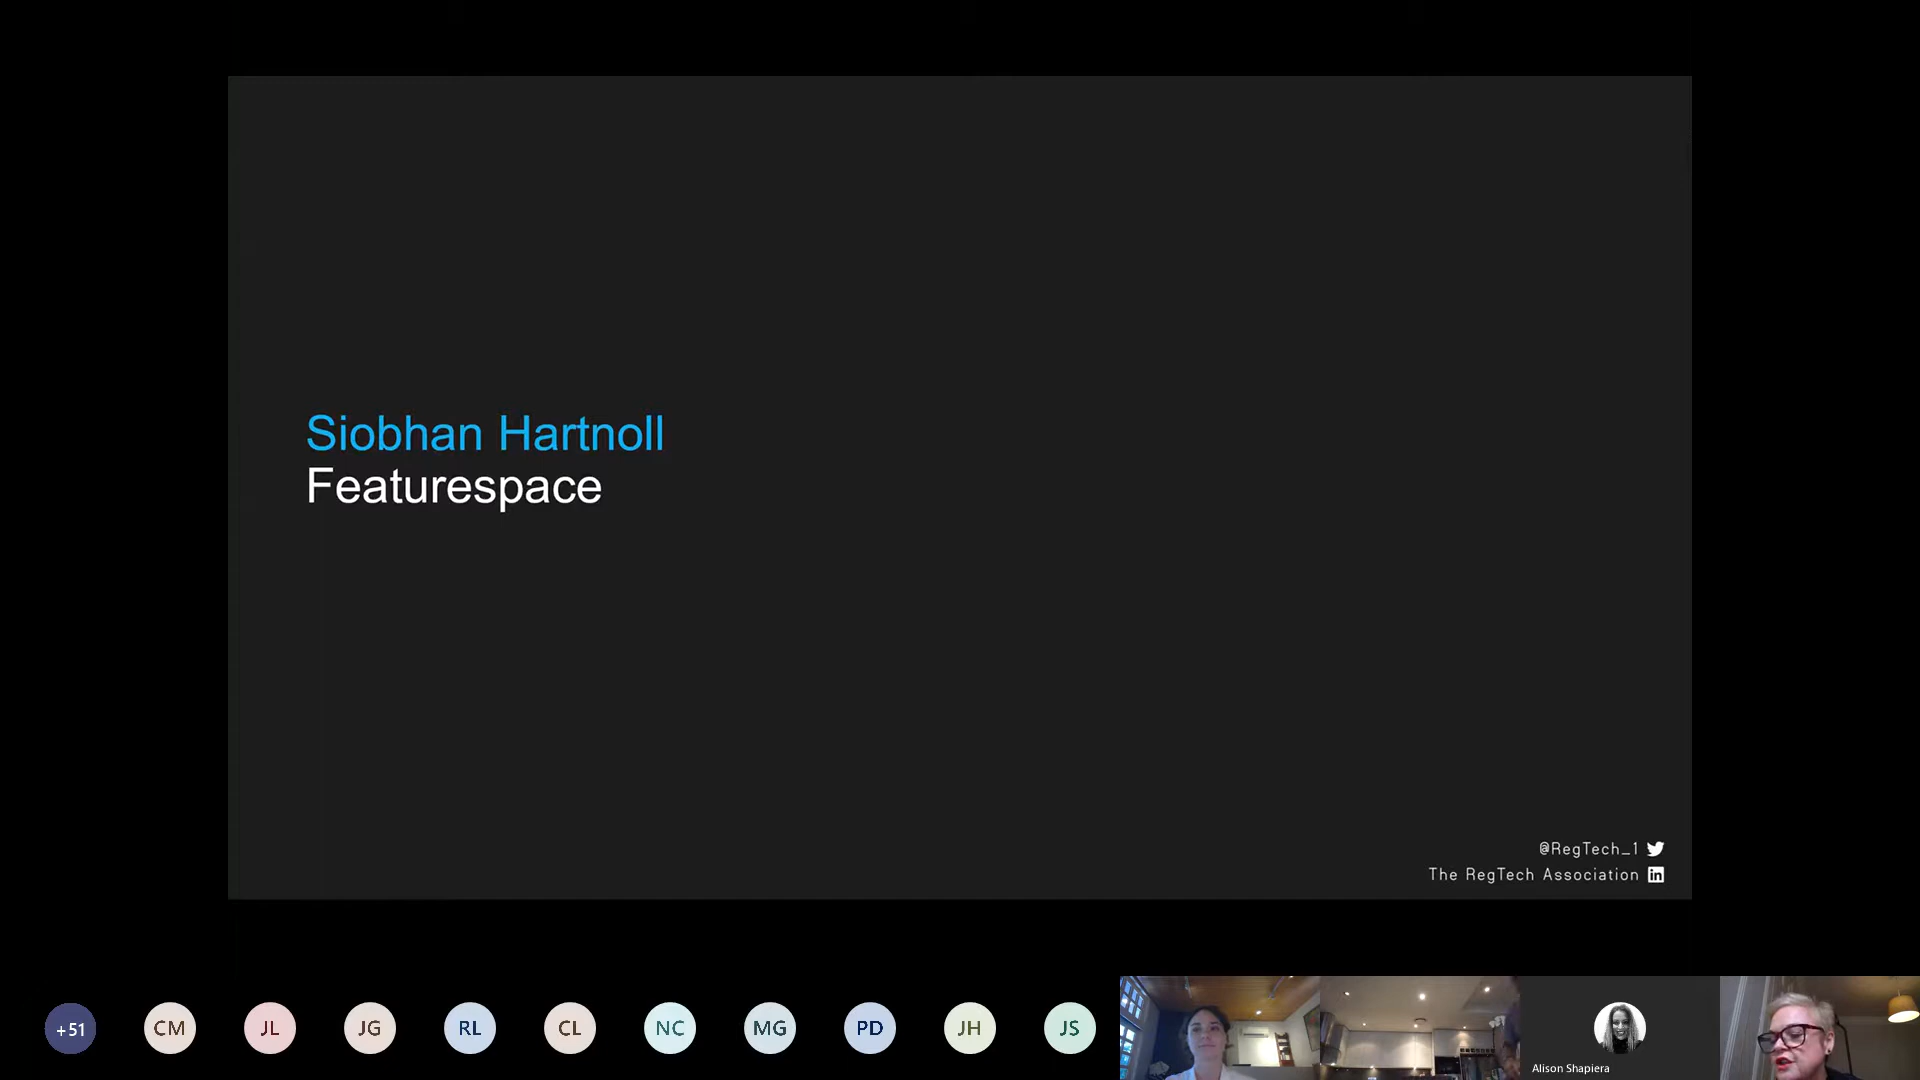 Siobhan Hartnoll
Featurespace
@RegTech_1
The RegTech Association in
+51 CM JL JG RL CL NC MG PD JH JS
Alison Shapiera